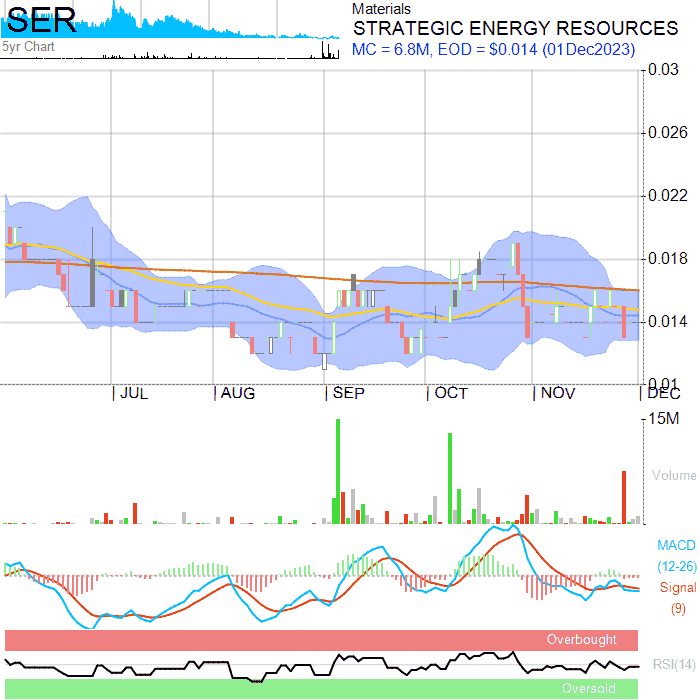 SER
5yr Chart
Materials
STRATEGIC ENERGY RESOURCES
MC = 6.8M, EOD = $0.014 (01Dec2023)
0.03
0.026
0.022
0.018
0.014
0.01
JUL AUG SEP OCT NOV DEC
15M
Volume
MACD
(12-26)
Signal
(9)
Overbought
RSI(14)
Oversold